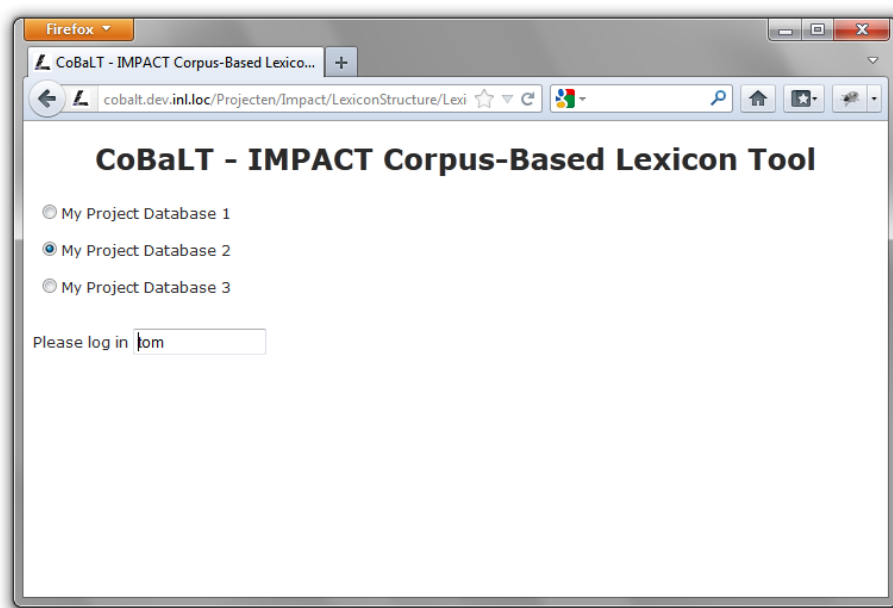 Firefox
CoBaLT - IMPACT Corpus-Based Lexico...
cobalt.dev.inl.loc/Projecten/Impact/LexiconStructure/Lexi
CoBaLT - IMPACT Corpus-Based Lexicon Tool
My Project Database 1
My Project Database 2
My Project Database 3
Please log in tom